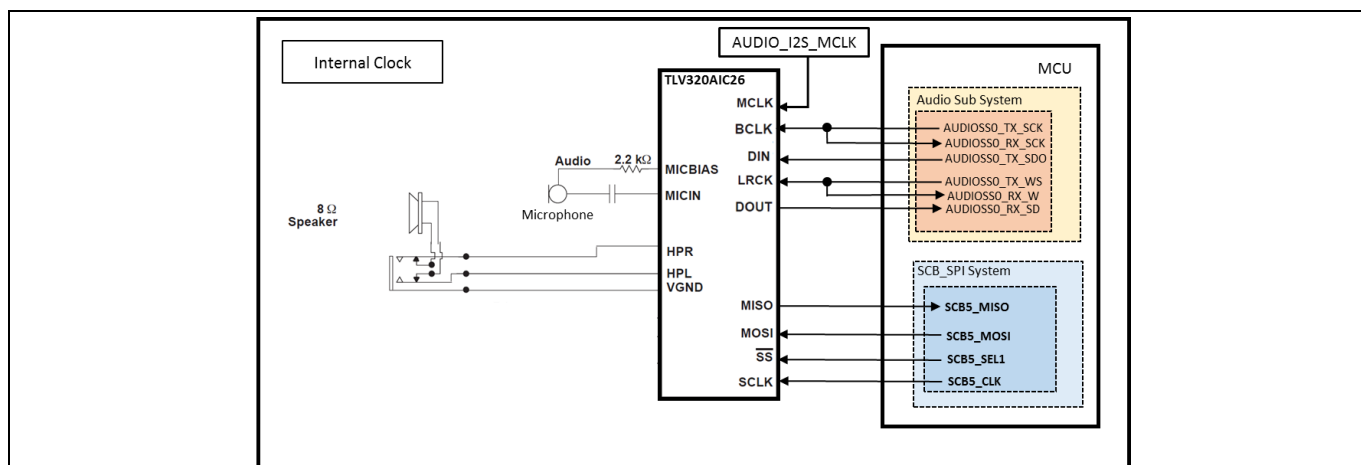 AUDIO_I2S_MCLK
Internal Clock
MCU
TLV320AIC26
MCLK
BCLK
DIN
LRCK
DOUT
Audio Sub System
AUDIOSS0_TX_SCK
AUDIOSS0_RX_SCK
AUDIOSS0_TX_SDO
AUDIOSS0_TX_WS
AUDIOSS0_RX_W
AUDIOSS0_RX_SD
Audio 2.2 kΩ
MICBIAS
MICIN
Microphone
8 Ω
Speaker
HPR
HPL
VGND
MISO
MOSI
SS
SCLK
SCB_SPI System
SCB5_MISO
SCB5_MOSI
SCB5_SEL1
SCB5_CLK